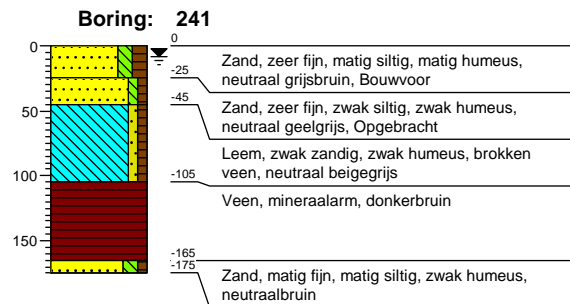 Boring: 241
0
0
Zand, zeer fijn, matig siltig, matig humeus,
neutraal grijsbruin, Bouwvoor
-25
-45
Zand, zeer fijn, zwak siltig, zwak humeus,
neutraal geelgrijs, Opgebracht
50
Leem, zwak zandig, zwak humeus, brokken
veen, neutraal beigegrijs
100
-105
Veen, mineraalarm, donkerbruin
150
-165
-175
Zand, matig fijn, matig siltig, zwak humeus,
neutraalbruin